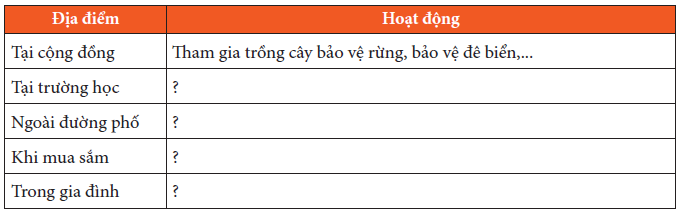 Địa điểm Hoạt động
Tại cộng đồng Tham gia trồng cây bảo vệ rừng, bảo vệ đê biển,...
Tại trường học ?
Ngoài đường phố ?
Khi mua sắm ?
Trong gia đình ?